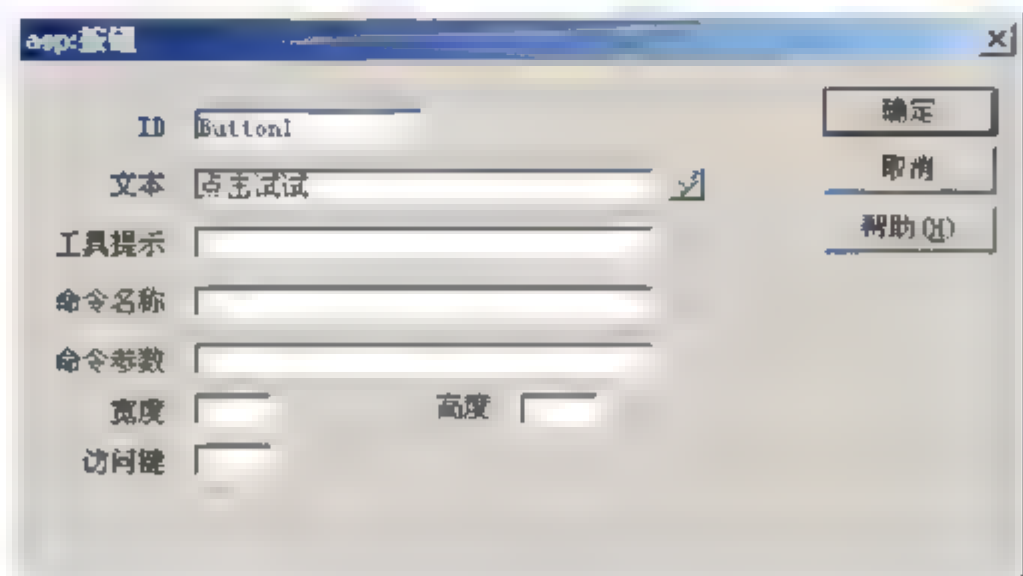 asp:按钮
ID Button1
确定
文本 点击试试
取消
工具提示
帮助(H)
命令名称
命令参数
宽度 高度
访问键